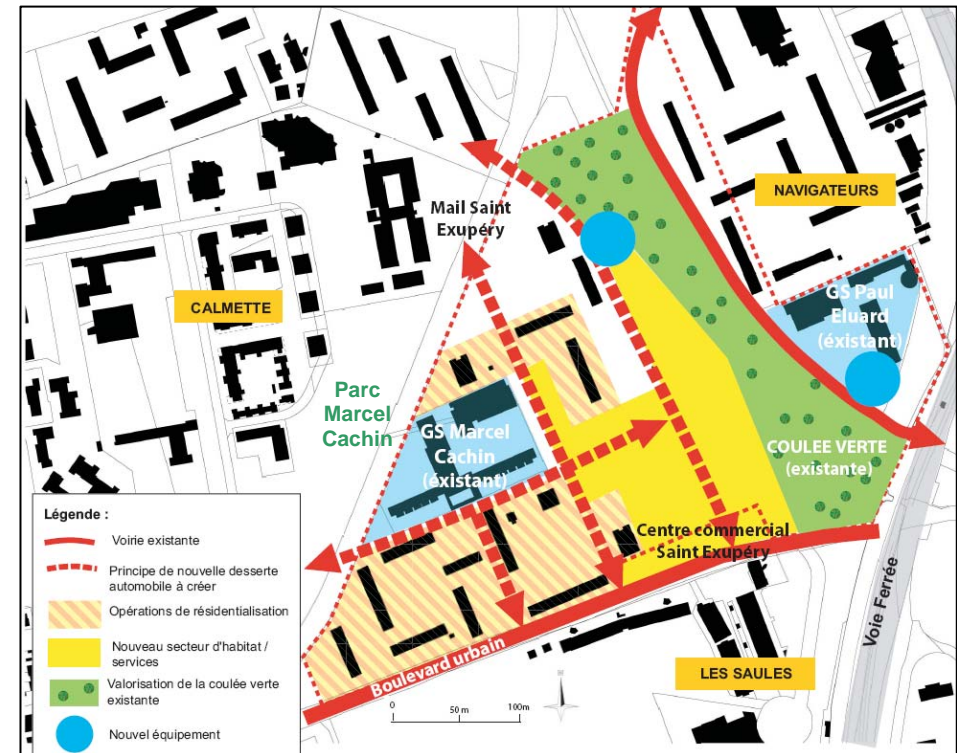 NAVIGATEURS
Mail Saint
Exupéry
CALMETTE
GS Paul
Eluard
(éxistant)
Parc
Marcel
Cachin
GS Marcel
Cachin
(éxistant)
COULEE VERTE
(existante)
Centre commercial
Saint Exupéry
Voie Ferrée
Boulevard urbain
LES SAULES
Légende :
Voirie existante
Principe de nouvelle desserte
automobile à créer
Opérations de résidentialisation
Nouveau secteur d'habitat /
services
Valorisation de la coulée verte
existante
Nouvel équipement
0 50 m 100m
N